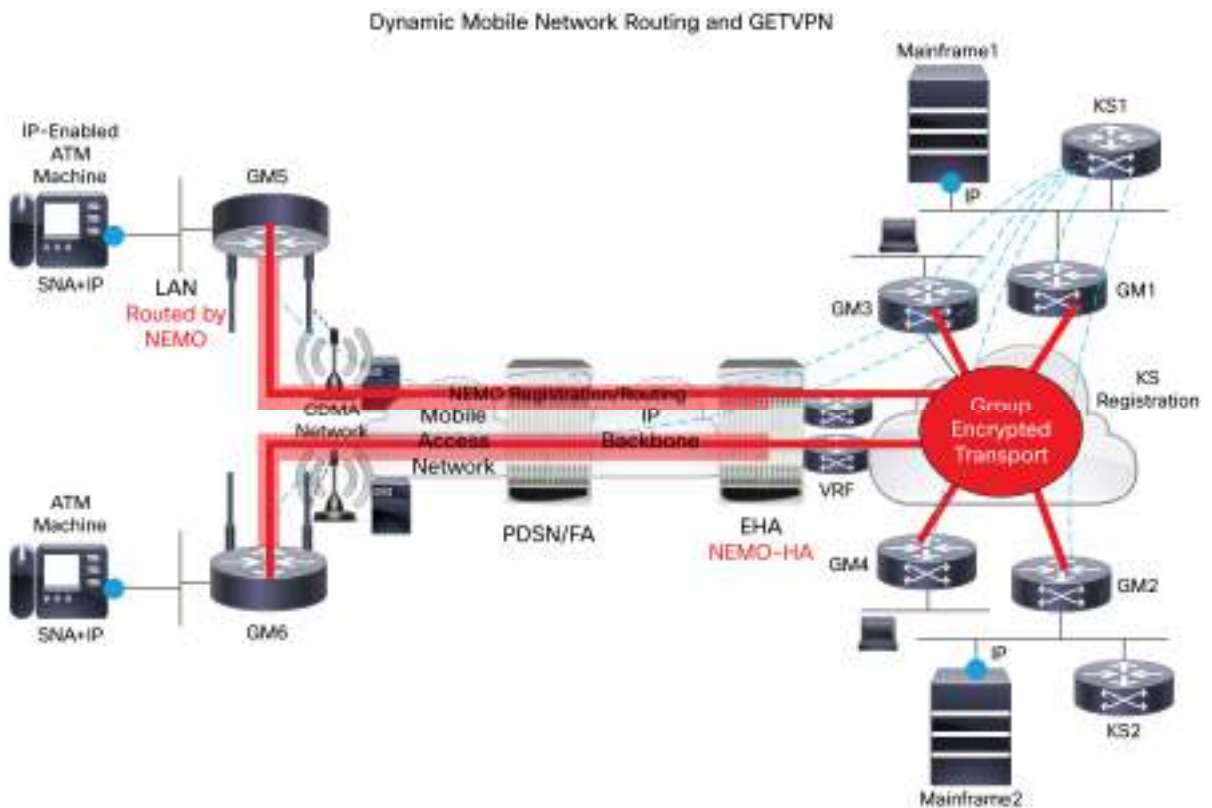 Dynamic Mobile Network Routing and GETVPN
Mainframe1
KS1
IP-Enabled
ATM
Machine
GM5
IP
SNA+IP
LAN
Routed by
NEMO
GM3
GM1
NEMO Registration/Routing
KS
Registration
CDMA
Network
Mobile
Access
Network
IP
Backbone
Group
Encrypted
Transport
VRF
ATM
Machine
PDSN/FA
EHA
NEMO-HA
GM4
GM2
SNA+IP
GM6
IP
KS2
Mainframe2